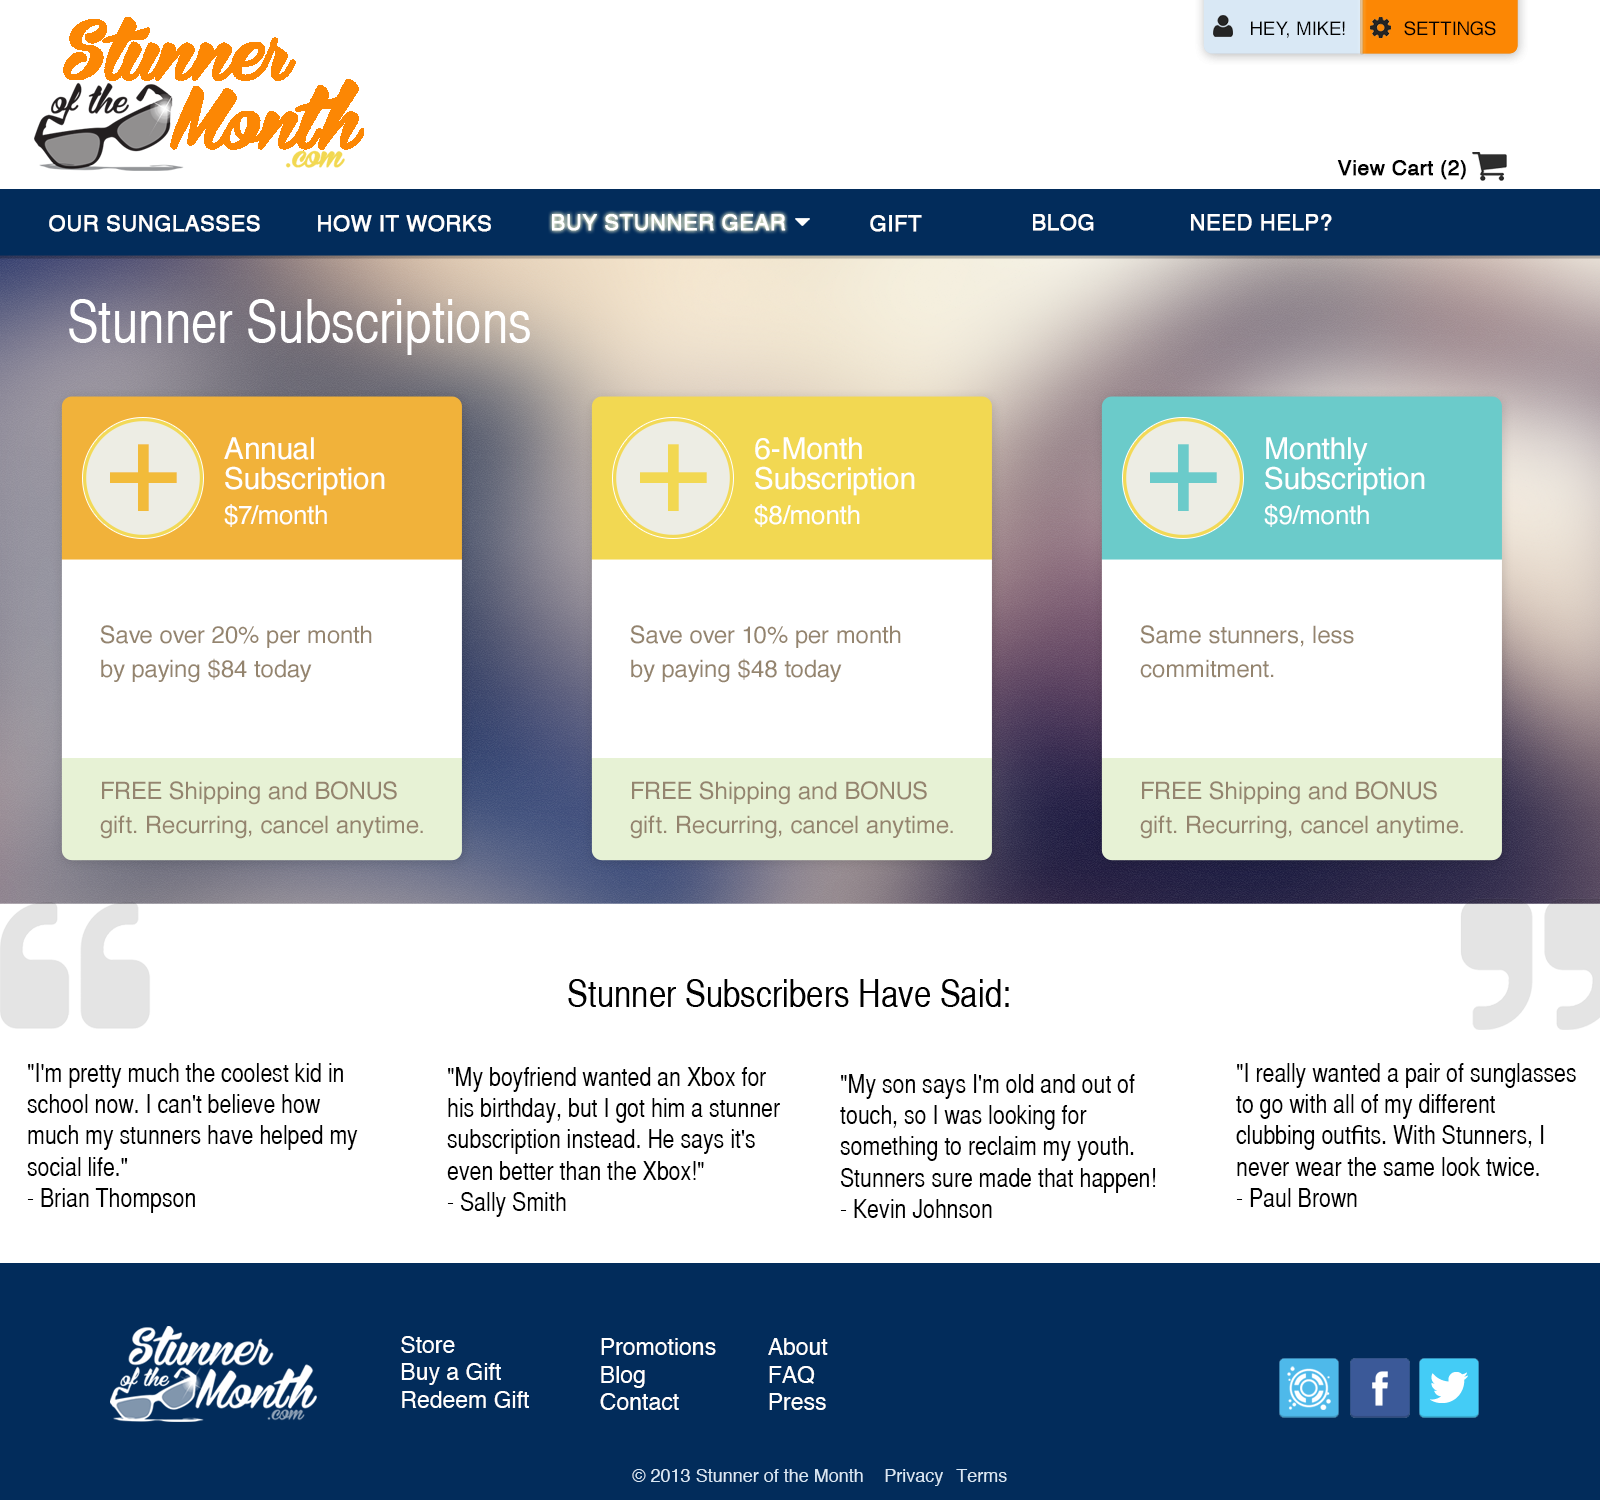 Stunner
of the
Month
.com
HEY, MIKE!
SETTINGS
View Cart (2)
OUR SUNGLASSES
HOW IT WORKS
BUY STUNNER GEAR
GIFT
BLOG
NEED HELP?
Stunner Subscriptions
Annual
Subscription
$7/month
Save over 20% per month
by paying $84 today
FREE Shipping and BONUS
gift. Recurring, cancel anytime.
6-Month
Subscription
$8/month
Save over 10% per month
by paying $48 today
FREE Shipping and BONUS
gift. Recurring, cancel anytime.
Monthly
Subscription
$9/month
Same stunners, less
commitment.
FREE Shipping and BONUS
gift. Recurring, cancel anytime.
Stunner Subscribers Have Said:
"I'm pretty much the coolest kid in
school now. I can't believe how
much my stunners have helped my
social life."
- Brian Thompson
"My boyfriend wanted an Xbox for
his birthday, but I got him a stunner
subscription instead. He says it's
even better than the Xbox!"
- Sally Smith
"My son says I'm old and out of
touch, so I was looking for
something to reclaim my youth.
Stunners sure made that happen!
- Kevin Johnson
"I really wanted a pair of sunglasses
to go with all of my different
clubbing outfits. With Stunners, I
never wear the same look twice.
- Paul Brown
Stunner
of the
Month
.com
Store
Buy a Gift
Redeem Gift
Promotions
Blog
Contact
About
FAQ
Press
© 2013 Stunner of the Month Privacy Terms